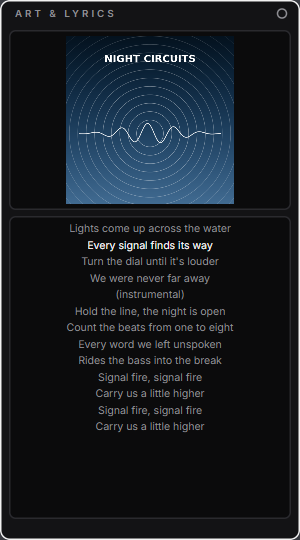 ART & LYRICS
NIGHT CIRCUITS
Lights come up across the water
Every signal finds its way
Turn the dial until it's louder
We were never far away
(instrumental)
Hold the line, the night is open
Count the beats from one to eight
Every word we left unspoken
Rides the bass into the break
Signal fire, signal fire
Carry us a little higher
Signal fire, signal fire
Carry us a little higher